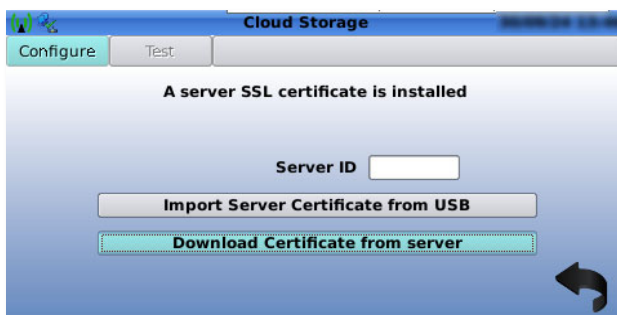 Cloud Storage
Configure Test
A server SSL certificate is installed
Server ID
Import Server Certificate from USB
Download Certificate from server